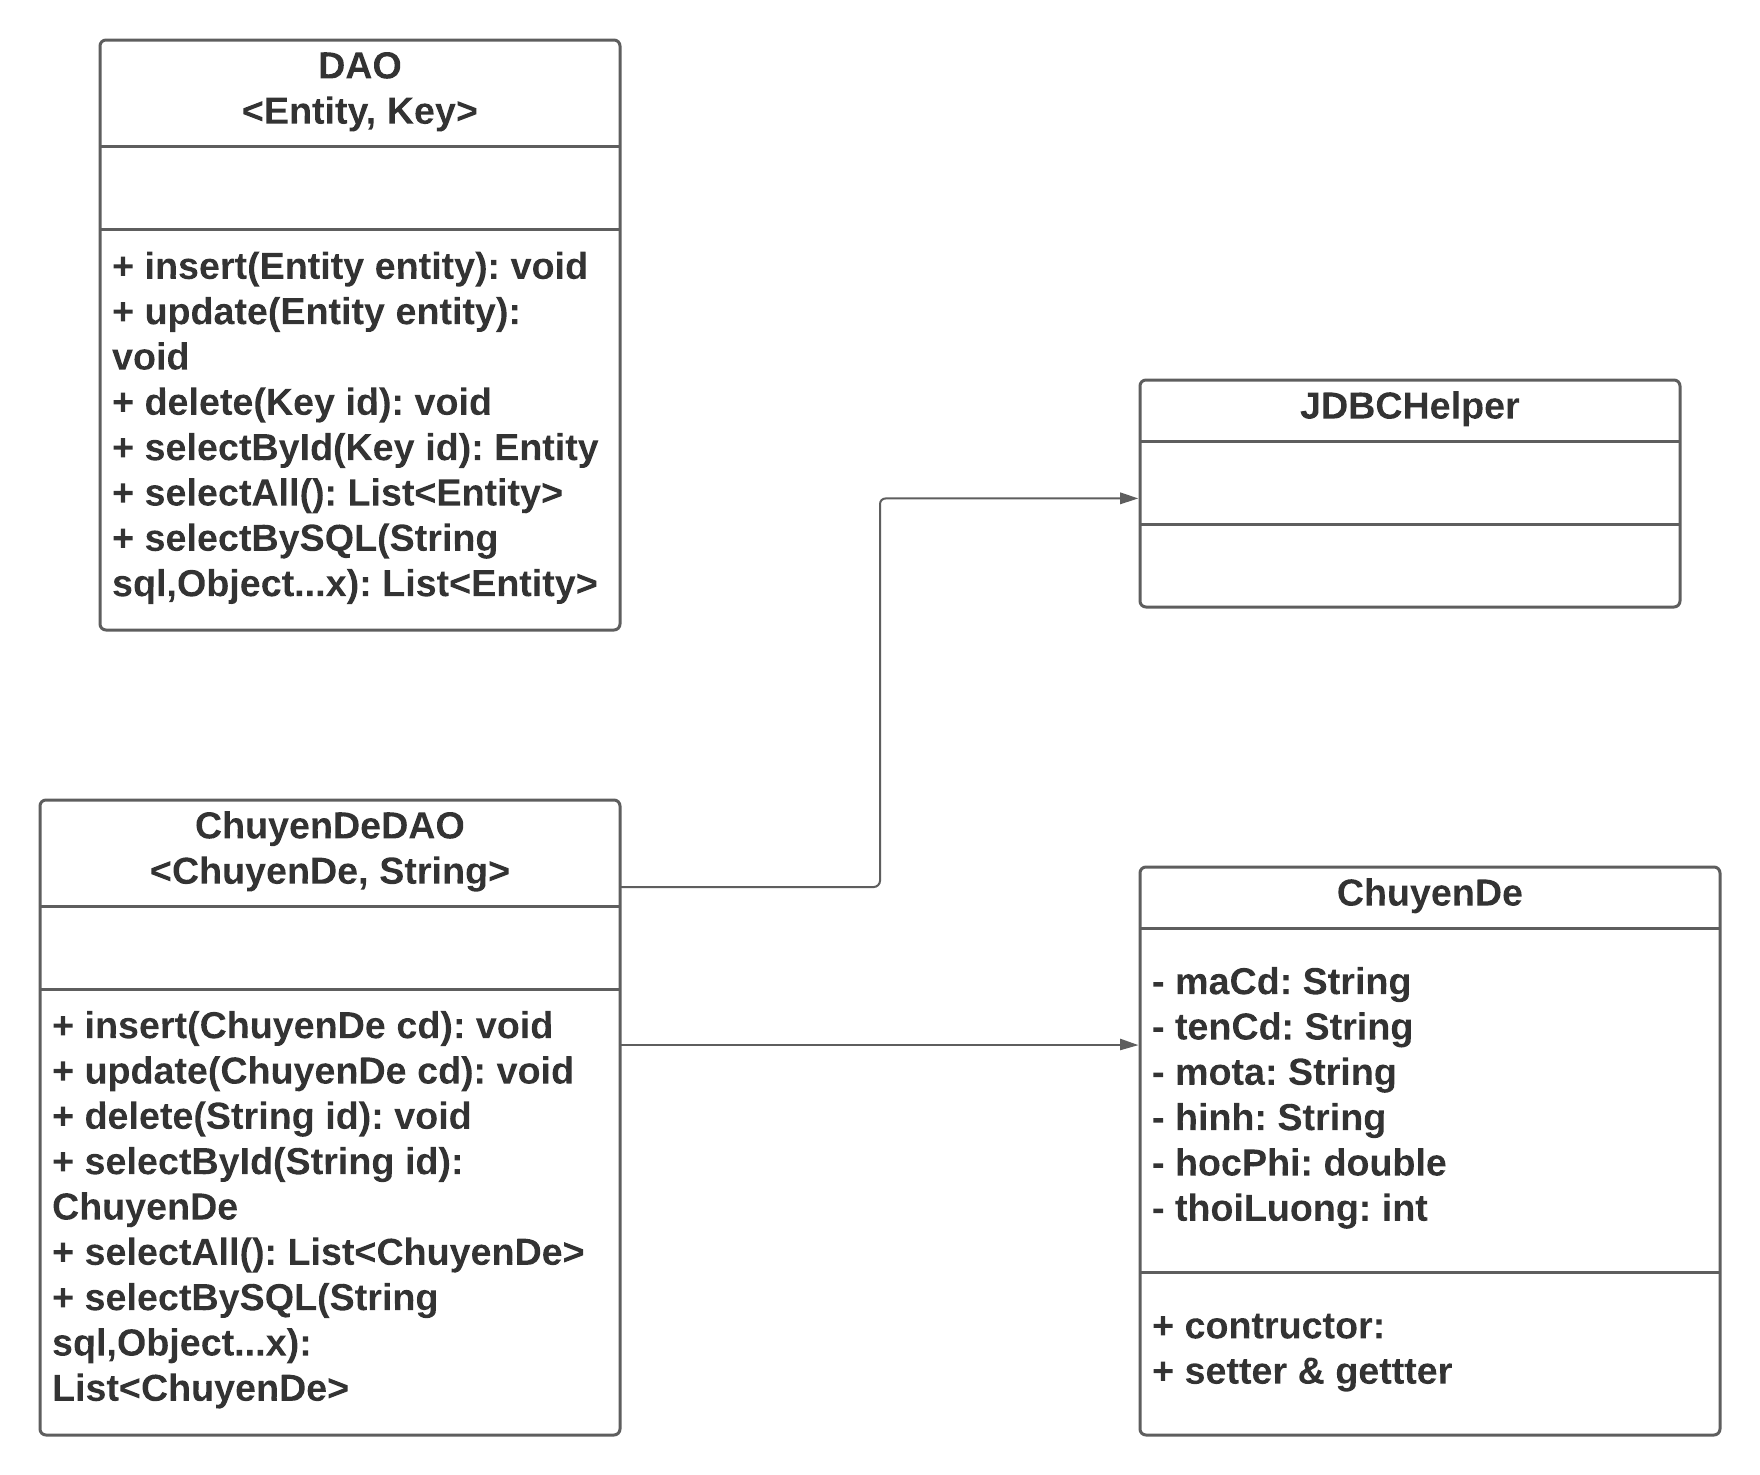 DAO
<Entity, Key>
+ insert(Entity entity): void
+ update(Entity entity):
void
+ delete(Key id): void
+ selectById(Key id): Entity
+ selectAll(): List<Entity>
+ selectBySQL(String
sql,Object...x): List<Entity>
JDBCHelper
ChuyenDeDAO
<ChuyenDe, String>
+ insert(ChuyenDe cd): void
+ update(ChuyenDe cd): void
+ delete(String id): void
+ selectById(String id):
ChuyenDe
+ selectAll(): List<ChuyenDe>
+ selectBySQL(String
sql,Object...x):
List<ChuyenDe>
ChuyenDe
- maCd: String
- tenCd: String
- mota: String
- hinh: String
- hocPhi: double
- thoiLuong: int
+ contructor:
+ setter & gettter